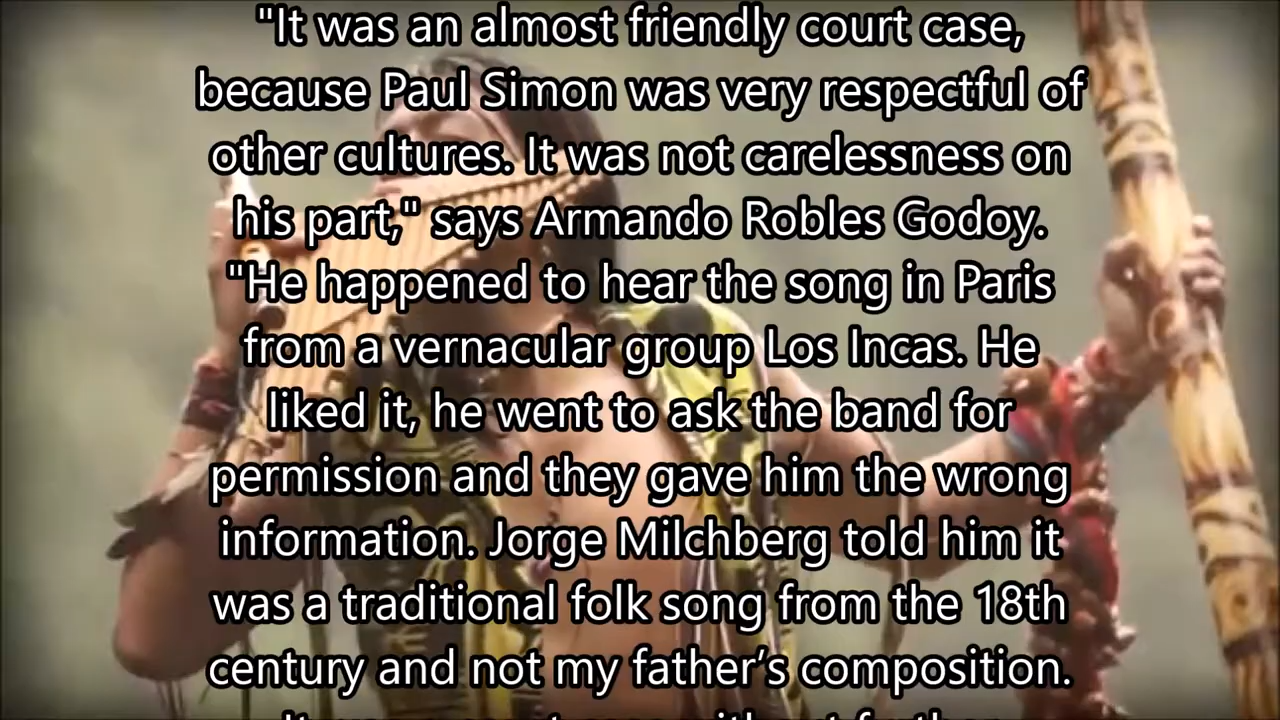 "It was an almost friendly court case,
because Paul Simon was very respectful of
other cultures. It was not carelessness on
his part," says Armando Robles Godoy.
"He happened to hear the song in Paris
from a vernacular group Los Incas. He
liked it, he went to ask the band for
permission and they gave him the wrong
information. Jorge Milchberg told him it
was a traditional folk song from the 18th
century and not my father’s composition.